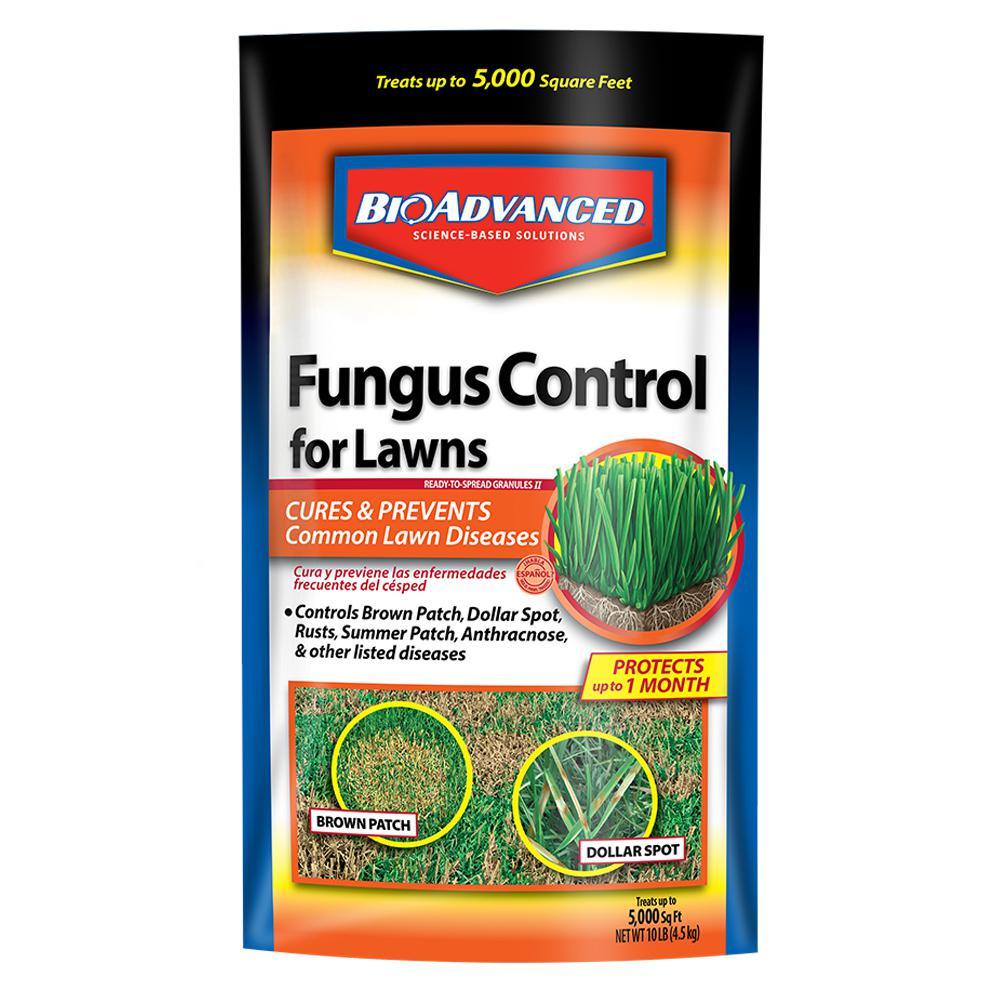 Treats up to 5,000 Square Feet
BIOADVANCED
SCIENCE-BASED SOLUTIONS
Fungus Control
for Lawns
READY-TO-SPREAD GRANULES II
CURES & PREVENTS
Common Lawn Diseases
Cura y previene las enfermedades
frecuentes del césped
ESPAÑOL?
• Controls Brown Patch, Dollar Spot,
Rusts, Summer Patch, Anthracnose,
& other listed diseases
PROTECTS
up to 1 MONTH
BROWN PATCH
DOLLAR SPOT
Treats up to
5,000 Sq Ft
NET WT 10 LB (4.5 kg)